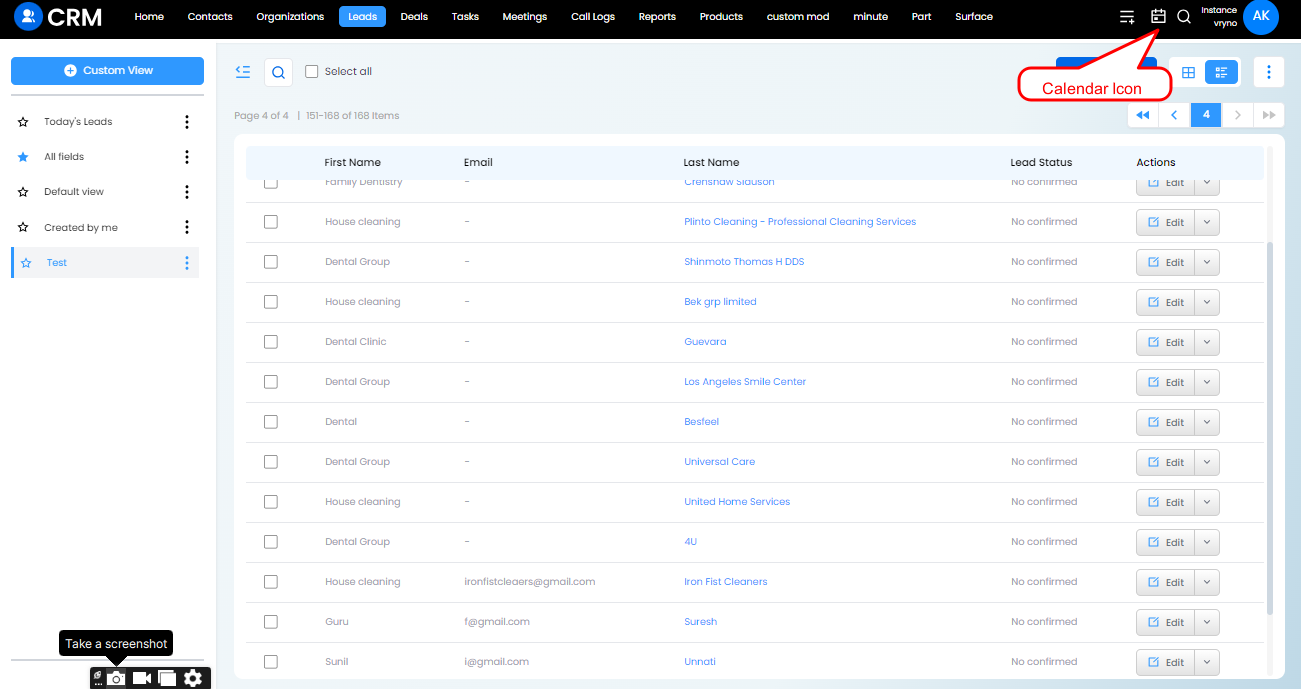 CRM Home Contacts Organizations Leads Deals Tasks Meetings Call Logs Reports Products custom mod minute Part Surface Instance AK
vryno
Custom View
Select all
Calendar Icon
Page 4 of 4 | 151-168 of 168 Items
4
Today's Leads
All fields
Default view
Created by me
Test
First Name Email Last Name Lead Status Actions
Family Dentistry - Crenshaw Siauson No confirmed Edit
House cleaning - Plinto Cleaning - Professional Cleaning Services No confirmed Edit
Dental Group - Shinmoto Thomas H DDS No confirmed Edit
House cleaning - Bek grp limited No confirmed Edit
Dental Clinic - Guevara No confirmed Edit
Dental Group - Los Angeles Smile Center No confirmed Edit
Dental - Besfeel No confirmed Edit
Dental Group - Universal Care No confirmed Edit
House cleaning - United Home Services No confirmed Edit
Dental Group - 4U No confirmed Edit
House cleaning ironfistcleaers@gmail.com Iron Fist Cleaners No confirmed Edit
Guru f@gmail.com Suresh No confirmed Edit
Sunil i@gmail.com Unnati No confirmed Edit
Take a screenshot